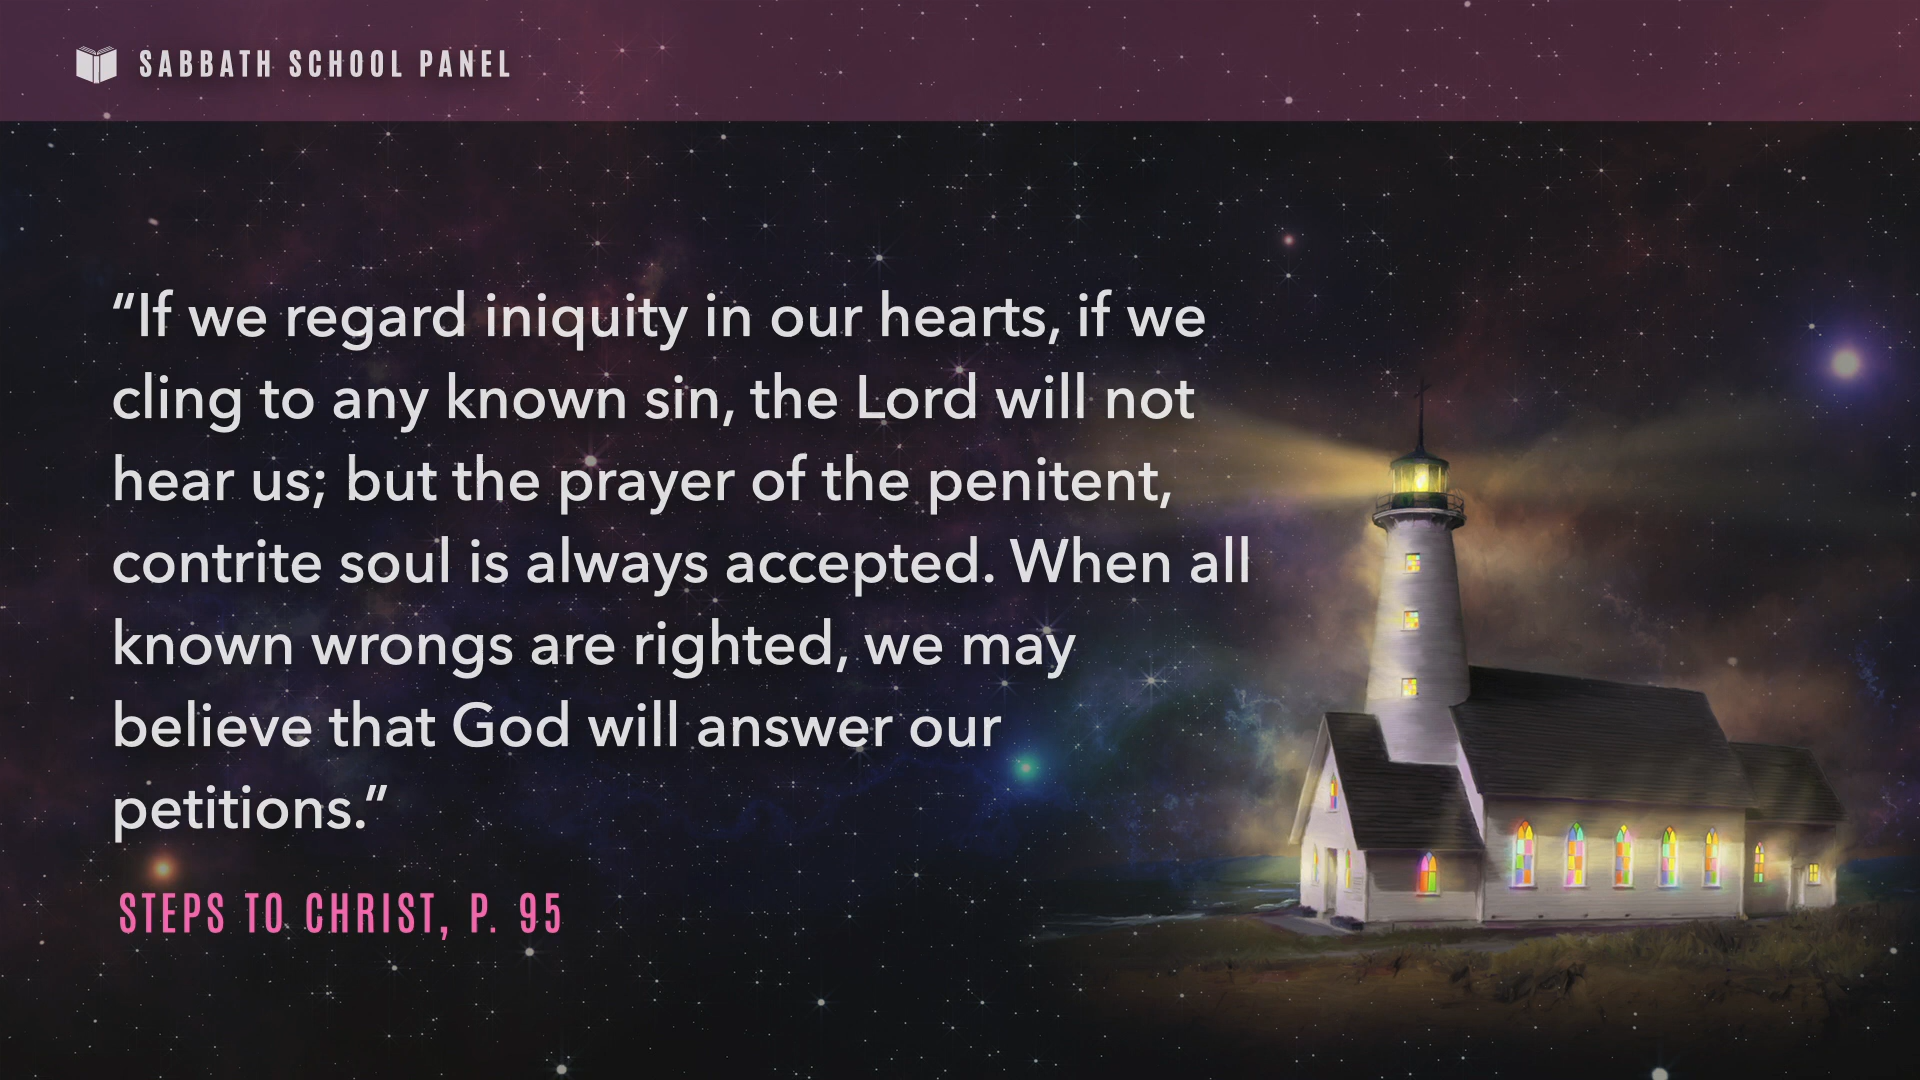 SABBATH SCHOOL PANEL
“If we regard iniquity in our hearts, if we
cling to any known sin, the Lord will not
hear us; but the prayer of the penitent,
contrite soul is always accepted. When all
known wrongs are righted, we may
believe that God will answer our
petitions.”
STEPS TO CHRIST, P. 95